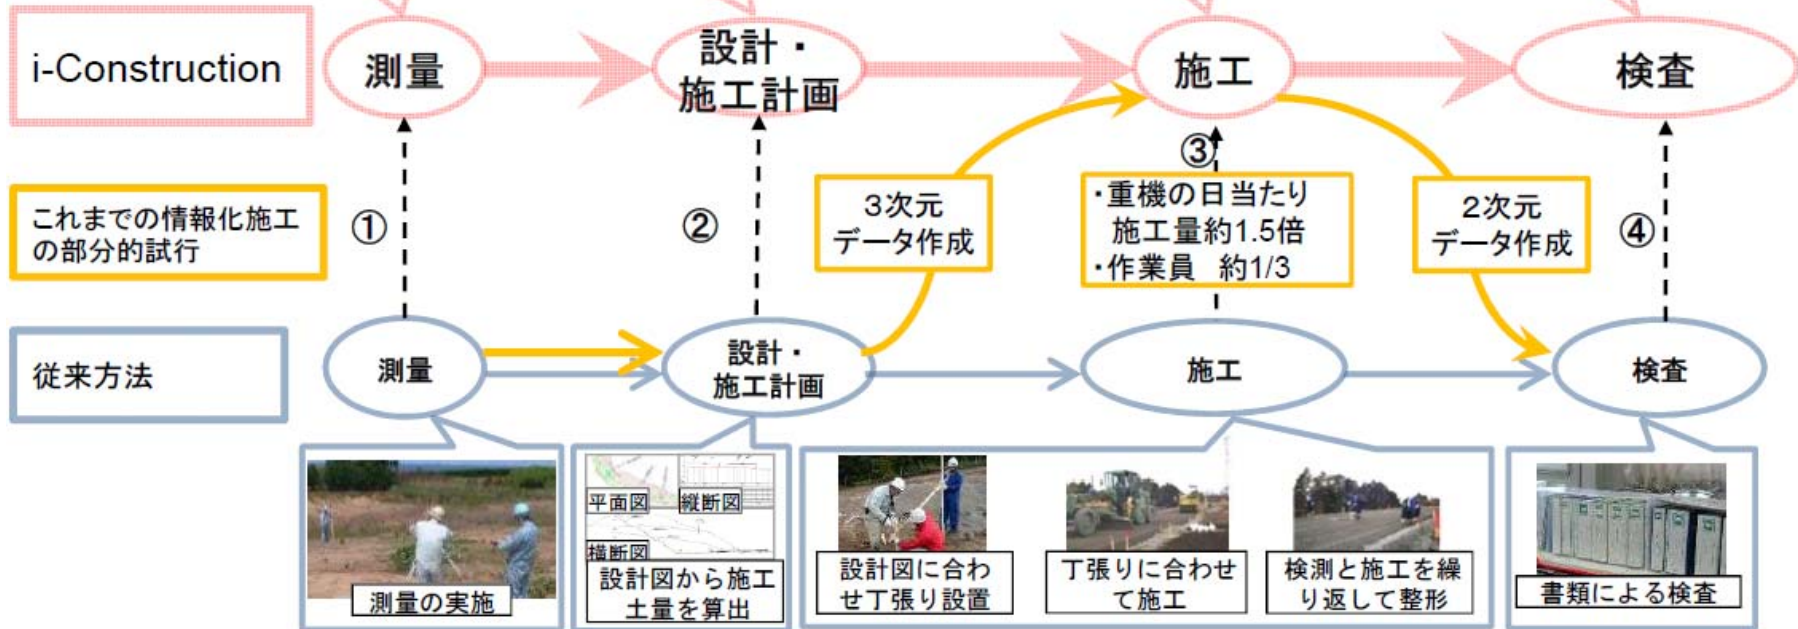 i-Construction
測量
設計・
施工計画
施工
検査
これまでの情報化施工
の部分的試行
①
②
3次元
データ作成
③
・重機の日当たり
施工量約1.5倍
・作業員 約1/3
2次元
データ作成
④
従来方法
測量
設計・
施工計画
施工
検査
測量の実施
平面図
縦断図
横断図
設計図から施工
土量を算出
設計図に合わ
せ丁張り設置
丁張りに合わせ
て施工
検測と施工を繰
り返して整形
書類による検査